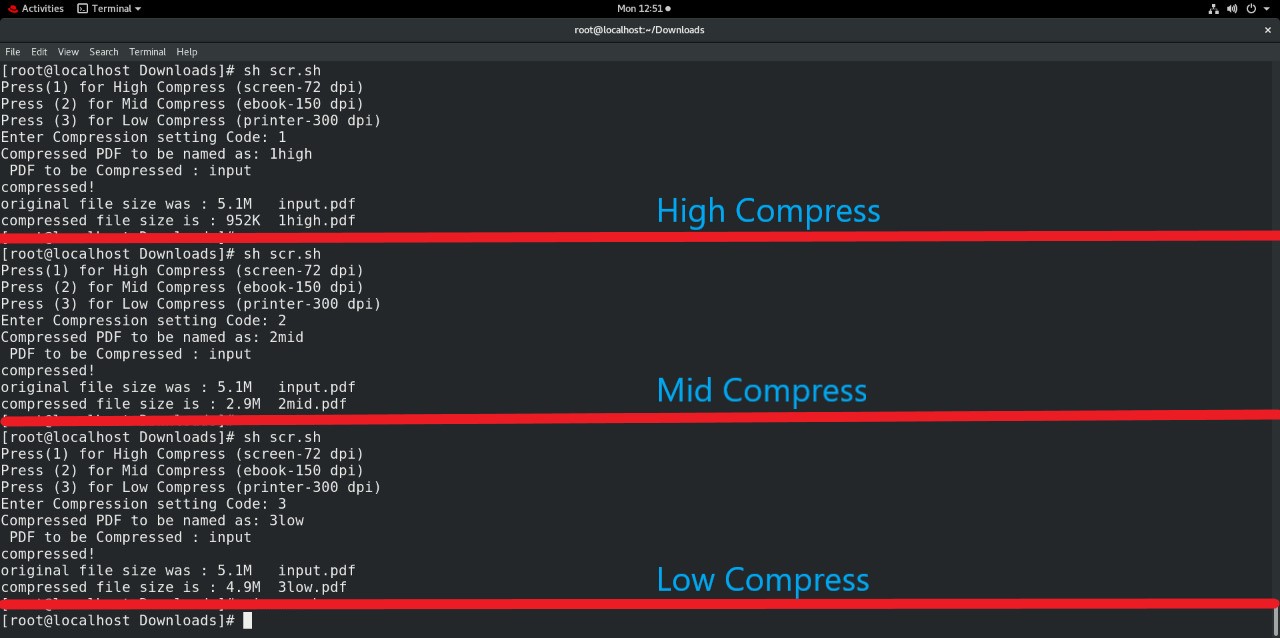 Activities Terminal Mon 12:51
root@localhost:~/Downloads ×
File Edit View Search Terminal Help
[root@localhost Downloads]# sh scr.sh
Press(1) for High Compress (screen-72 dpi)
Press (2) for Mid Compress (ebook-150 dpi)
Press (3) for Low Compress (printer-300 dpi)
Enter Compression setting Code: 1
Compressed PDF to be named as: 1high
PDF to be Compressed : input
compressed!
original file size was : 5.1M input.pdf
compressed file size is : 952K 1high.pdf
High Compress
[root@localhost Downloads]# sh scr.sh
Press(1) for High Compress (screen-72 dpi)
Press (2) for Mid Compress (ebook-150 dpi)
Press (3) for Low Compress (printer-300 dpi)
Enter Compression setting Code: 2
Compressed PDF to be named as: 2mid
PDF to be Compressed : input
compressed!
original file size was : 5.1M input.pdf
compressed file size is : 2.9M 2mid.pdf
Mid Compress
[root@localhost Downloads]# sh scr.sh
Press(1) for High Compress (screen-72 dpi)
Press (2) for Mid Compress (ebook-150 dpi)
Press (3) for Low Compress (printer-300 dpi)
Enter Compression setting Code: 3
Compressed PDF to be named as: 3low
PDF to be Compressed : input
compressed!
original file size was : 5.1M input.pdf
compressed file size is : 4.9M 3low.pdf
Low Compress
[root@localhost Downloads]#